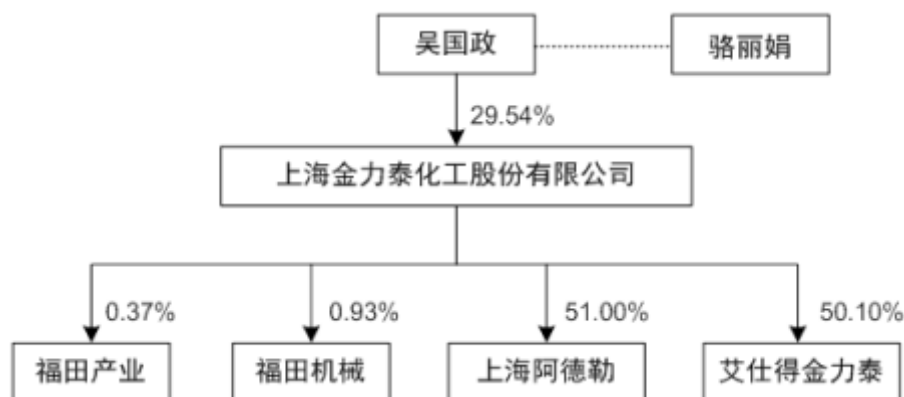 吴国政
骆丽娟
29.54%
上海金力泰化工股份有限公司
0.37%
0.93%
51.00%
50.10%
福田产业
福田机械
上海阿德勒
艾仕得金力泰